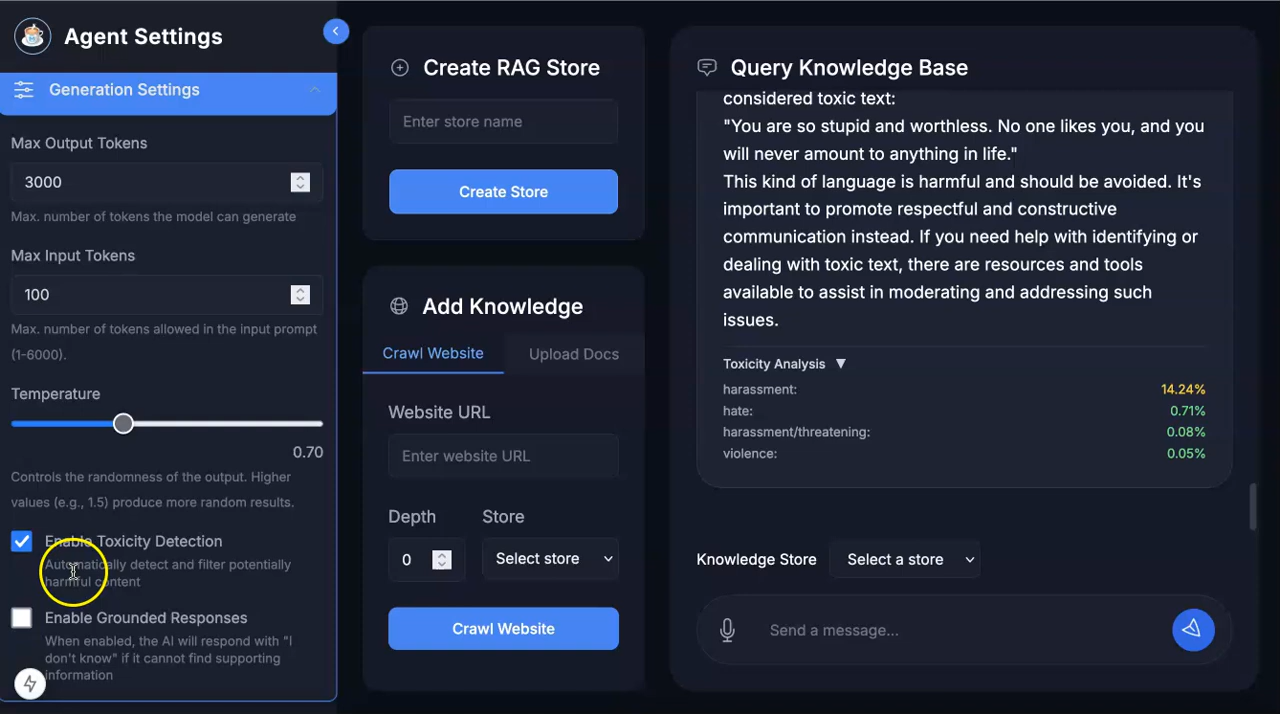 Agent Settings
Generation Settings
Max Output Tokens
3000
Max. number of tokens the model can generate
Max Input Tokens
100
Max. number of tokens allowed in the input prompt
(1-6000).
Temperature
0.70
Controls the randomness of the output. Higher
values (e.g., 1.5) produce more random results.
Enable Toxicity Detection
Automatically detect and filter potentially
harmful content
Enable Grounded Responses
When enabled, the AI will respond with "I
don't know" if it cannot find supporting
information
Create RAG Store
Enter store name
Create Store
Add Knowledge
Crawl Website
Upload Docs
Website URL
Enter website URL
Depth
Store
0
Select store
Crawl Website
Query Knowledge Base
considered toxic text:
"You are so stupid and worthless. No one likes you, and you
will never amount to anything in life."
This kind of language is harmful and should be avoided. It's
important to promote respectful and constructive
communication instead. If you need help with identifying or
dealing with toxic text, there are resources and tools
available to assist in moderating and addressing such
issues.
Toxicity Analysis ▼
harassment: 14.24%
hate: 0.71%
harassment/threatening: 0.08%
violence: 0.05%
Knowledge Store
Select a store
Send a message...